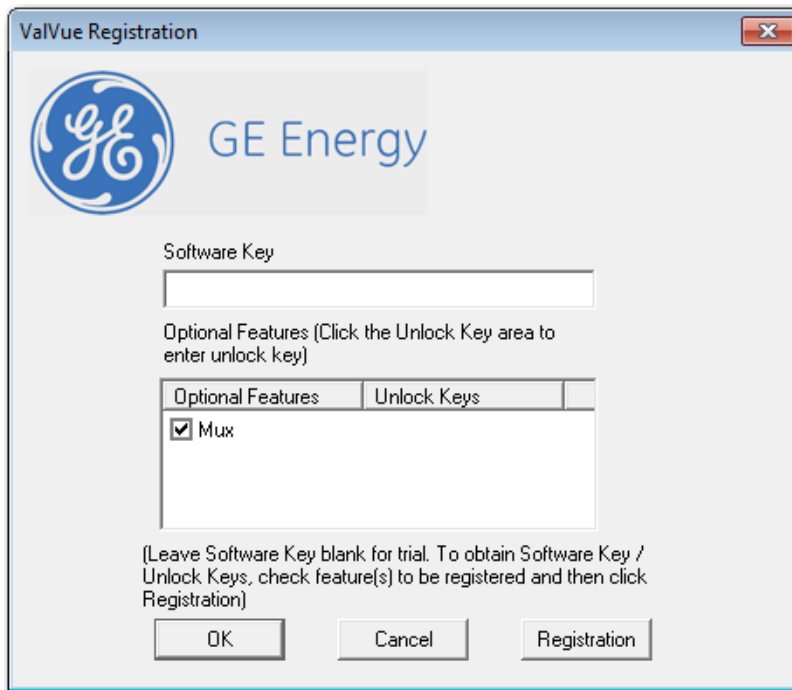 ValVue Registration
GE
GE Energy
Software Key
Optional Features (Click the Unlock Key area to
enter unlock key)
Optional Features Unlock Keys
Mux
(Leave Software Key blank for trial. To obtain Software Key /
Unlock Keys, check feature(s) to be registered and then click
Registration)
OK Cancel Registration